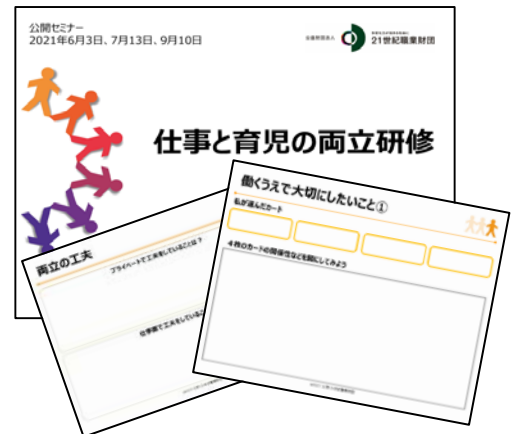 公開セミナー
2021年6月3日、7月13日、9月10日
公益財団法人 21世紀職業財団
仕事と育児の両立研修
働くうえで大切にしたいこと①
私が選んだカート
４枚のカードの関係性などを図にしてみよう
両立の工夫
プライベートで工夫をしていることは？
仕事面で工夫をしているこ